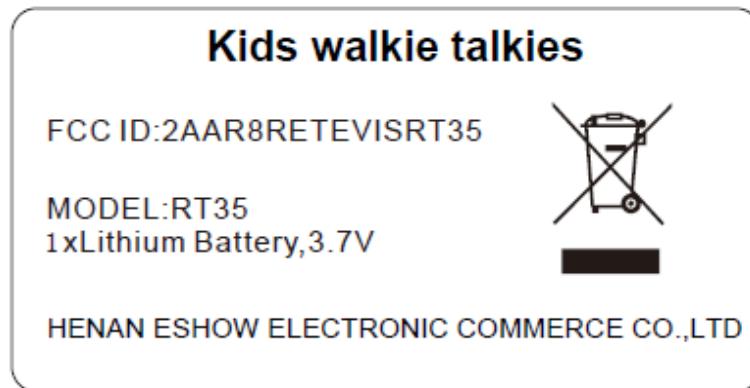 Kids walkie talkies
FCC ID:2AAR8RETEVISRT35
MODEL:RT35
1xLithium Battery,3.7V
HENAN ESHOW ELECTRONIC COMMERCE CO.,LTD